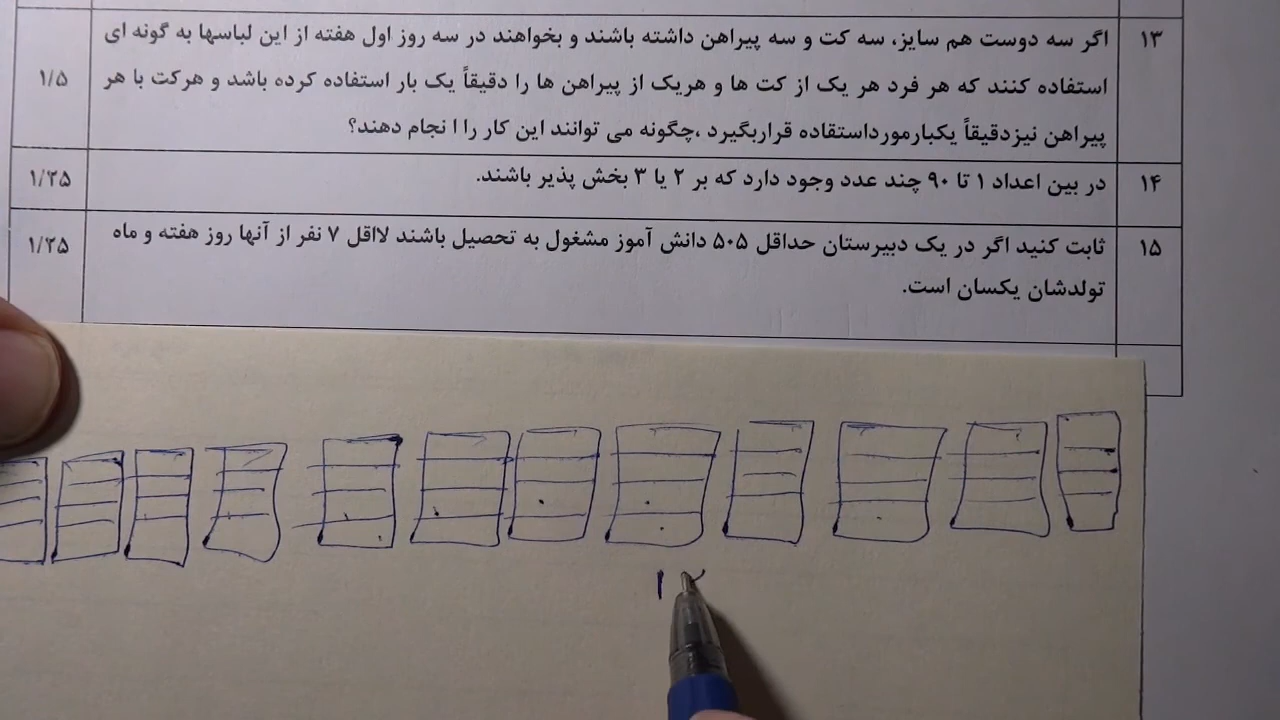 ۱۳ اگر سه دوست هم سایز، سه کت و سه پیراهن داشته باشند و بخواهند در سه روز اول هفته از این لباسها به گونه ای
استفاده کنند که هر فرد هر یک از کت ها و هریک از پیراهن ها را دقیقاً یک بار استفاده کرده باشد و هرکت با هر ۱/۵
پیراهن نیزدقیقاً یکبارمورداستقاده قراربگیرد ،چگونه می توانند این کار را ا نجام دهند؟
۱۴ در بین اعداد ۱ تا ۹۰ چند عدد وجود دارد که بر ۲ یا ۳ بخش پذیر باشند. ۱/۲۵
۱۵ ثابت کنید اگر در یک دبیرستان حداقل ۵۰۵ دانش آموز مشغول به تحصیل باشند لااقل ۷ نفر از آنها روز هفته و ماه ۱/۲۵
تولدشان یکسان است.